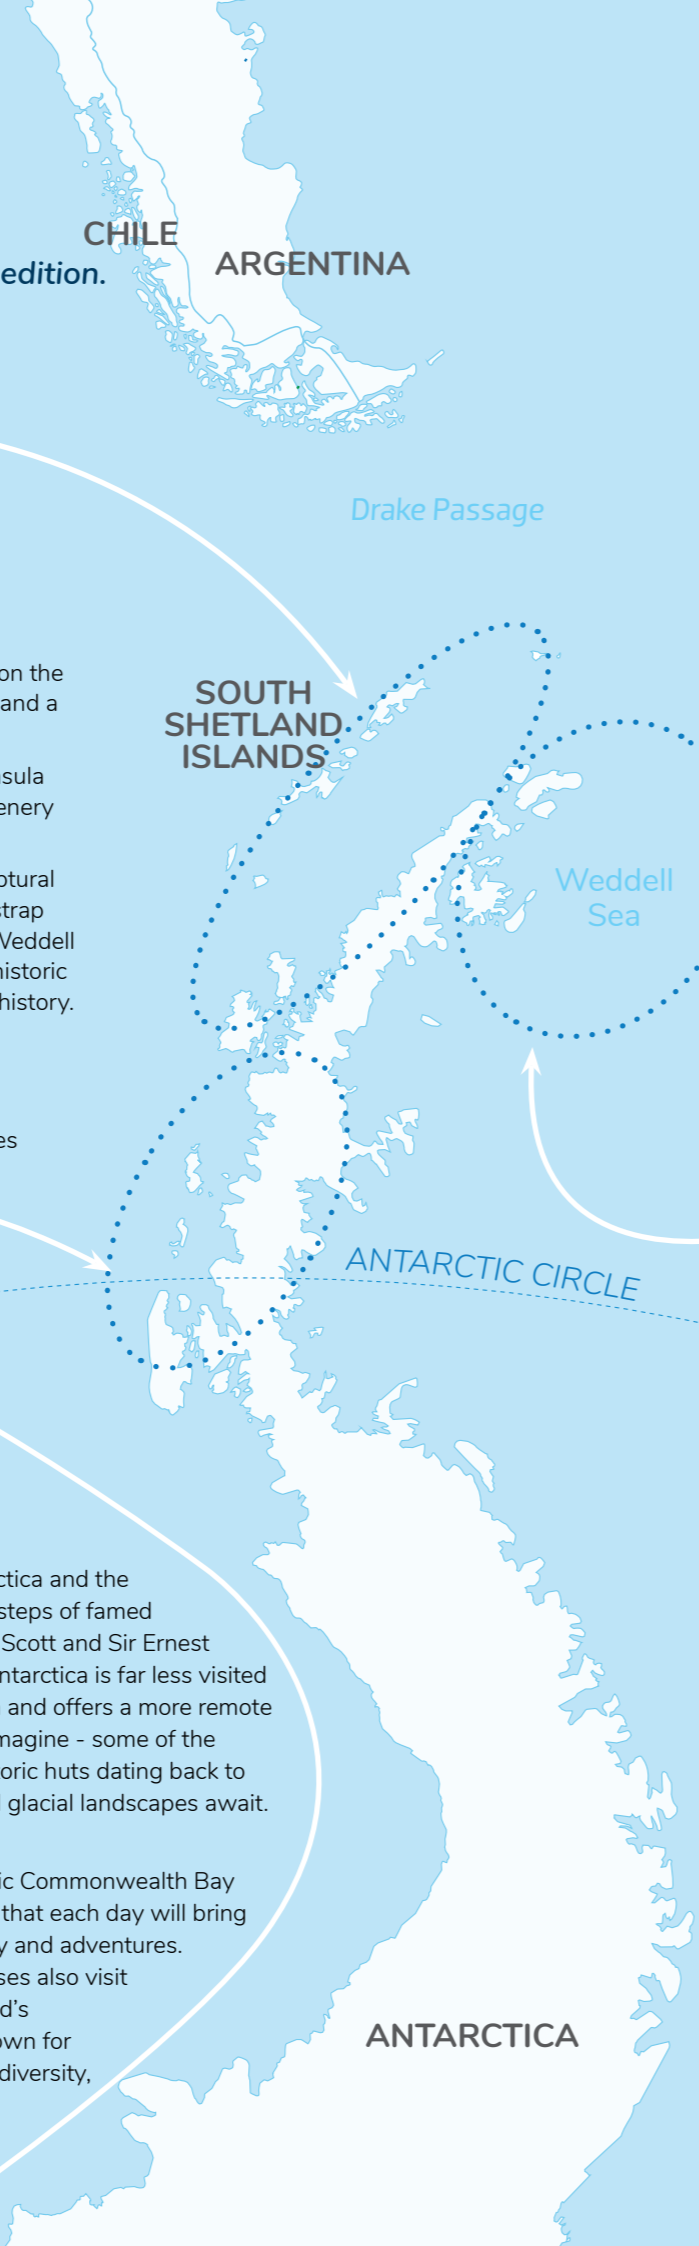 CHILE
ARGENTINA
edition.
Drake Passage
on the
and a
SOUTH
SHETLAND
ISLANDS
sula
enery
Weddell
Sea
ptural
strap
Weddell
historic
history.
es
ANTARCTIC CIRCLE
ctica and the
steps of famed
Scott and Sir Ernest
ntarctica is far less visited
and offers a more remote
magine - some of the
oric huts dating back to
glacial landscapes await.
ic Commonwealth Bay
that each day will bring
y and adventures.
ses also visit
d's
own for
diversity,
ANTARCTICA